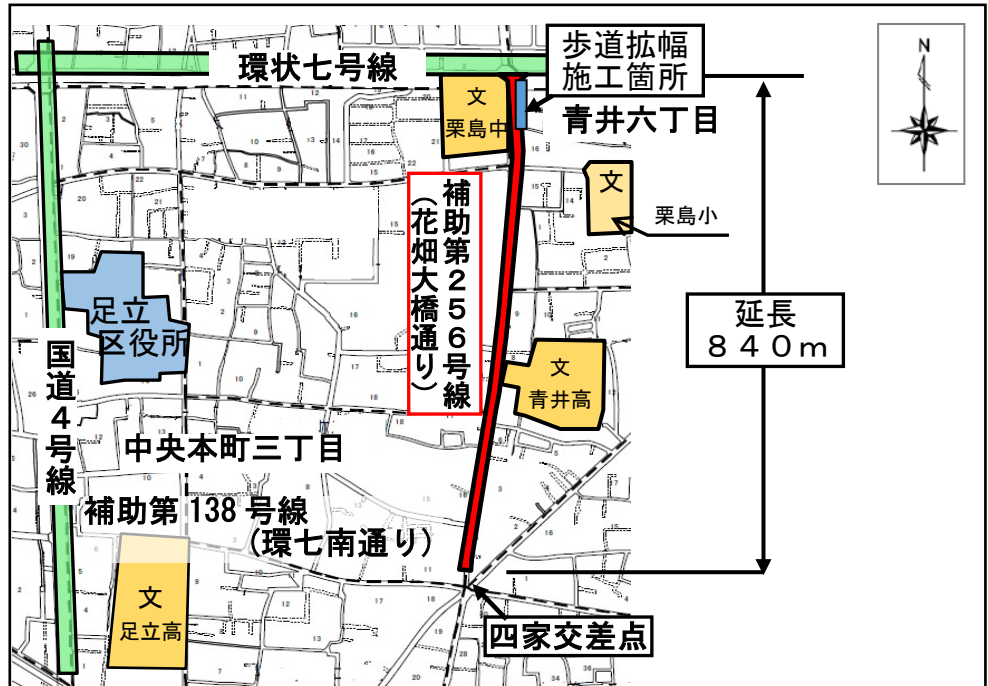 歩道拡幅
施工箇所
N
環状七号線
文
栗島中
青井六丁目
文
栗島小
補助第256号線
（花畑大橋通り）
足立
区役所
延長
840m
国道4号線
文
青井高
中央本町三丁目
補助第138号線
（環七南通り）
文
足立高
四家交差点